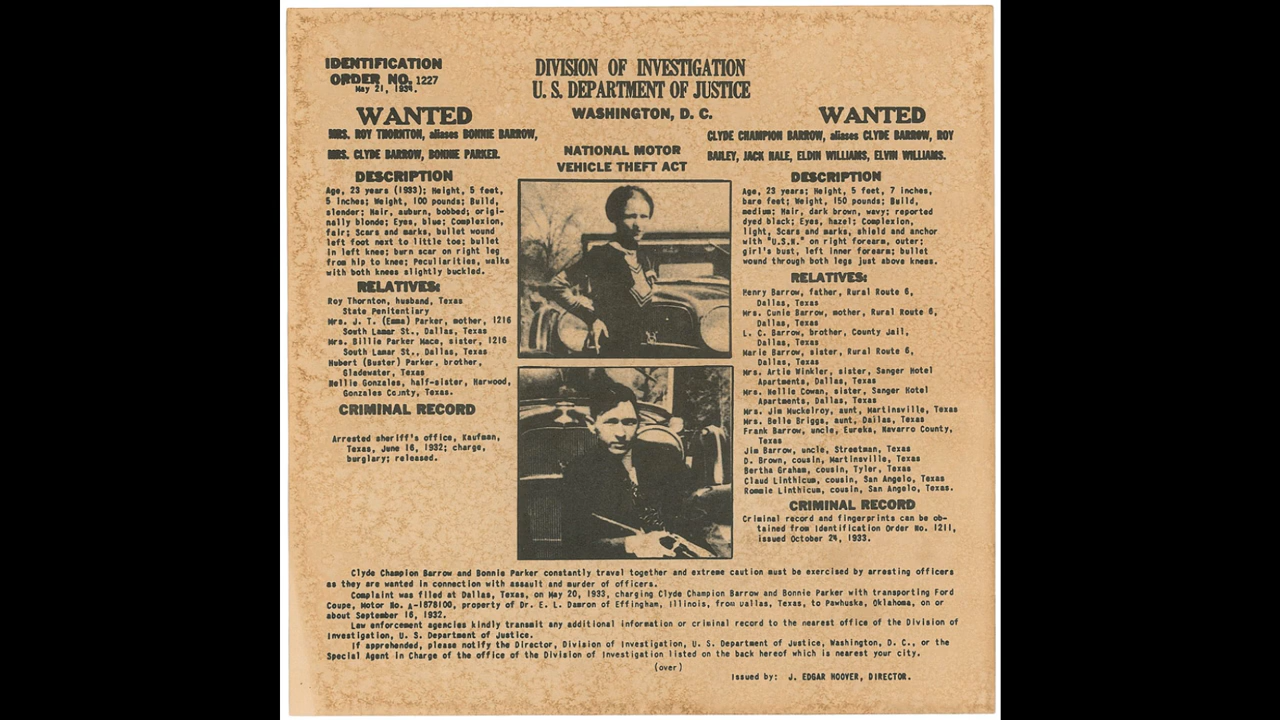 IDENTIFICATION
ORDER NO. 1227
May 21, 1934.
DIVISION OF INVESTIGATION
U. S. DEPARTMENT OF JUSTICE
WASHINGTON, D. C.
NATIONAL MOTOR
VEHICLE THEFT ACT
WANTED
MRS. ROY THORNTON, aliases BONNIE BARROW,
MRS. CLYDE BARROW, BONNIE PARKER.
DESCRIPTION
Age, 23 years (1933); Height, 5 feet,
5 inches; Weight, 100 pounds; Build,
slender; Hair, auburn, bobbed; origi-
nally blonde; Eyes, blue; Complexion,
fair; Scars and marks, bullet wound
left foot next to little toe; bullet
in left knee; burn scar on right leg
from hip to knee; Peculiarities, walks
with both knees slightly buckled.
RELATIVES:
Roy Thornton, husband, Texas
State Penitentiary
Mrs. J. T. (Emma) Parker, mother, 1216
South Lamar St., Dallas, Texas
Mrs. Billie Parker Mace, sister, 1216
South Lamar St., Dallas, Texas
Hubert (Buster) Parker, brother,
Gladewater, Texas
Nellie Gonzales, half-sister, Harwood,
Gonzales County, Texas.
CRIMINAL RECORD
Arrested sheriff's office, Kaufman,
Texas, June 16, 1932; charge,
burglary; released.
WANTED
CLYDE CHAMPION BARROW, aliases CLYDE BARROW, ROY
BAILEY, JACK HALE, ELDIN WILLIAMS, ELVIN WILLIAMS.
DESCRIPTION
Age, 23 years; Height, 5 feet, 7 inches,
bare feet; Weight, 150 pounds; Build,
medium; Hair, dark brown, wavy; reported
dyed black; Eyes, hazel; Complexion,
light, Scars and marks, shield and anchor
with "U.S.N." on right forearm, outer;
girl's bust, left inner forearm; bullet
wound through both legs just above knees.
RELATIVES:
Henry Barrow, father, Rural Route 6,
Dallas, Texas
Mrs. Cunie Barrow, mother, Rural Route 6,
Dallas, Texas
L. C. Barrow, brother, County Jail,
Dallas, Texas
Marie Barrow, sister, Rural Route 6,
Dallas, Texas
Mrs. Artie Winkler, sister, Sanger Hotel
Apartments, Dallas, Texas
Mrs. Nellie Cowan, sister, Sanger Hotel
Apartments, Dallas, Texas
Mrs. Jim Muckelroy, aunt, Martinsville, Texas
Mrs. Belle Briggs, aunt, Dallas, Texas
Frank Barrow, uncle, Eureka, Navarro County,
Texas
Jim Barrow, uncle, Streetman, Texas
D. Brown, cousin, Martinsville, Texas
Bertha Graham, cousin, Tyler, Texas
Claud Linthicum, cousin, San Angelo, Texas
Rommie Linthicum, cousin, San Angelo, Texas.
CRIMINAL RECORD
Criminal record and fingerprints can be ob-
tained from Identification Order No. 1211,
issued October 24, 1933.
Clyde Champion Barrow and Bonnie Parker constantly travel together and extreme caution must be exercised by arresting officers
as they are wanted in connection with assault and murder of officers.
Complaint was filed at Dallas, Texas, on May 20, 1933, charging Clyde Champion Barrow and Bonnie Parker with transporting Ford
Coupe, Motor No. A-1878100, property of Dr. E. L. Damron of Effingham, Illinois, from Dallas, Texas, to Pawhuska, Oklahoma, on or
about September 16, 1932.
Law enforcement agencies kindly transmit any additional information or criminal record to the nearest office of the Division of
Investigation, U. S. Department of Justice.
If apprehended, please notify the Director, Division of Investigation, U. S. Department of Justice, Washington, D. C., or the
Special Agent in Charge of the office of the Division of Investigation listed on the back hereof which is nearest your city.
(over)
Issued by: J. EDGAR HOOVER, DIRECTOR.